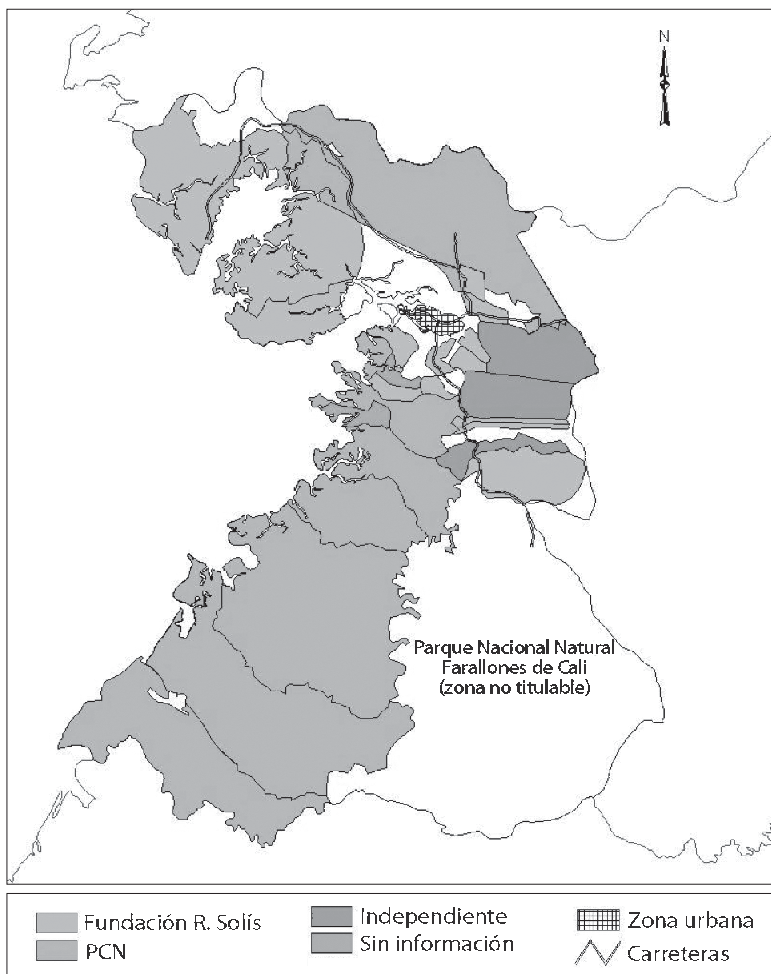 N
Parque Nacional Natural
Farallones de Cali
(zona no titulable)
Fundación R. Solís
PCN
Independiente
Sin información
Zona urbana
Carreteras